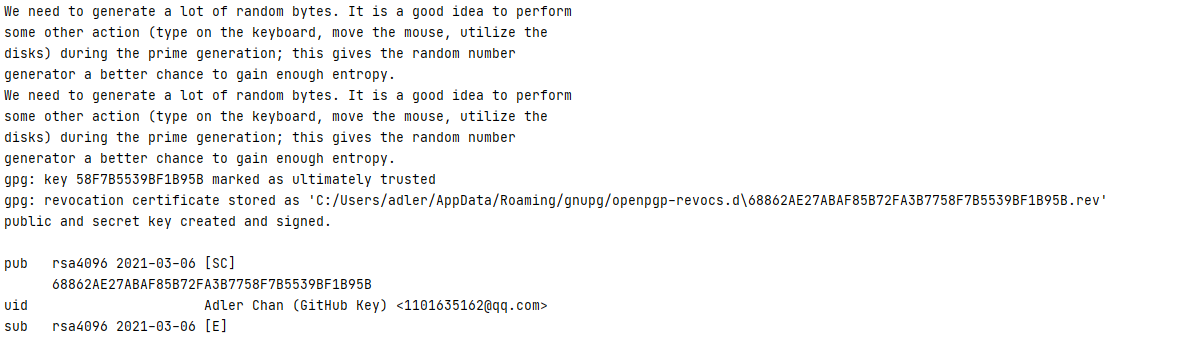 We need to generate a lot of random bytes. It is a good idea to perform
some other action (type on the keyboard, move the mouse, utilize the
disks) during the prime generation; this gives the random number
generator a better chance to gain enough entropy.
We need to generate a lot of random bytes. It is a good idea to perform
some other action (type on the keyboard, move the mouse, utilize the
disks) during the prime generation; this gives the random number
generator a better chance to gain enough entropy.
gpg: key 58F7B5539BF1B95B marked as ultimately trusted
gpg: revocation certificate stored as 'C:/Users/adler/AppData/Roaming/gnupg/openpgp-revocs.d\68862AE27ABAF85B72FA3B7758F7B5539BF1B95B.rev'
public and secret key created and signed.

pub   rsa4096 2021-03-06 [SC]
      68862AE27ABAF85B72FA3B7758F7B5539BF1B95B
uid                      Adler Chan (GitHub Key) <1101635162@qq.com>
sub   rsa4096 2021-03-06 [E]